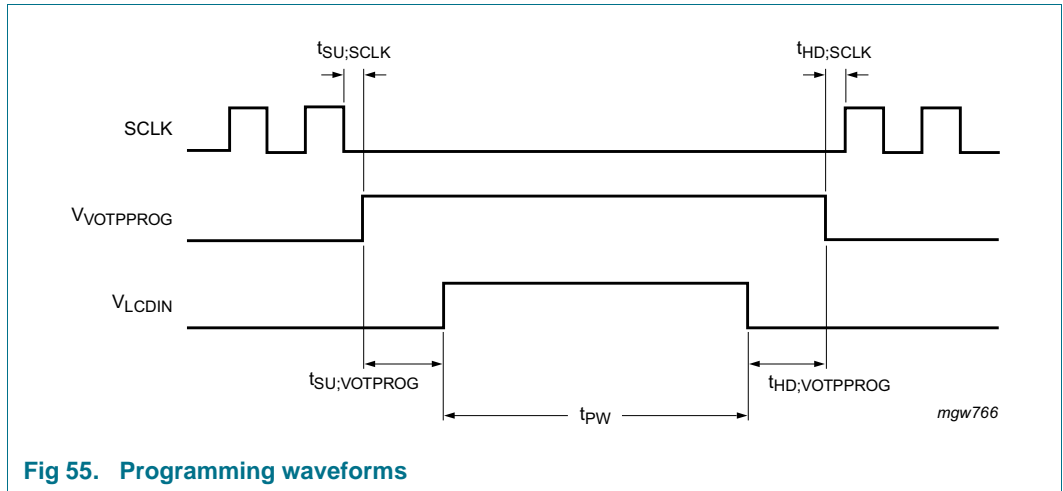 tSU;SCLK
tHD;SCLK
SCLK
VVOTPPROG
VLCDIN
tSU;VOTPROG
tHD;VOTPPROG
tPW
mgw766
Fig 55. Programming waveforms